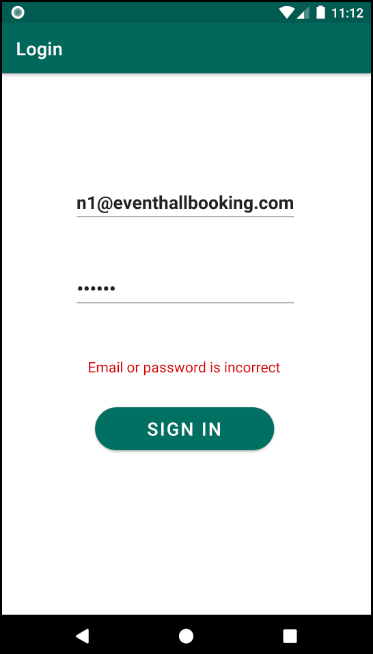 11:12
Login
n1@eventhallbooking.com
••••••
Email or password is incorrect
SIGN IN